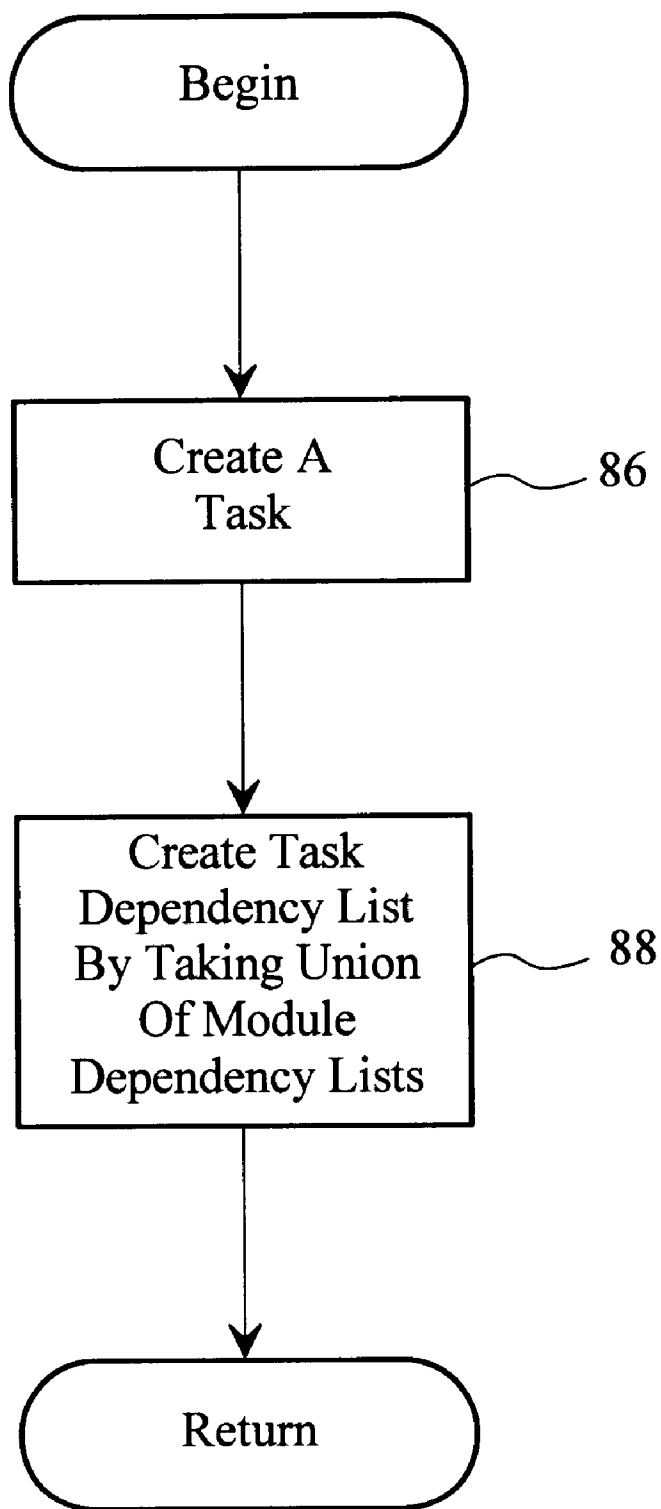 Begin
Create A
Task
86
Create Task
Dependency List
By Taking Union
Of Module
Dependency Lists
88
Return